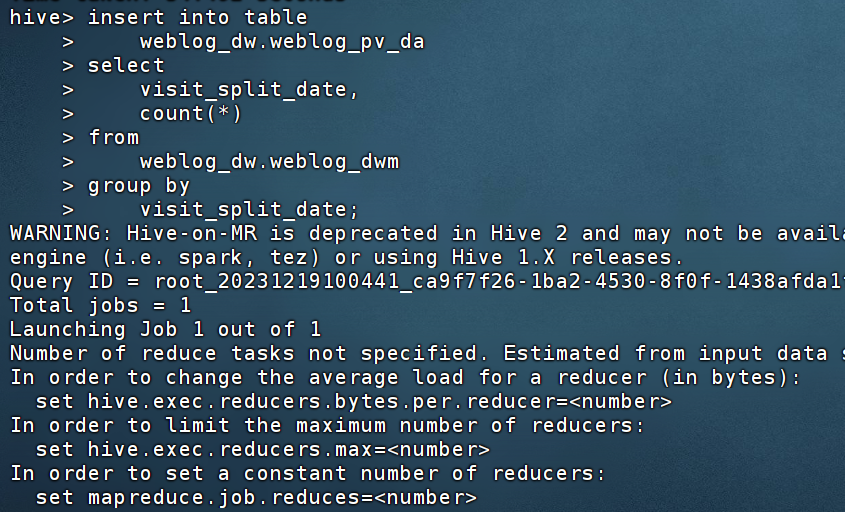 hive> insert into table
    >     weblog_dw.weblog_pv_da
    > select
    >     visit_split_date,
    >     count(*)
    > from
    >     weblog_dw.weblog_dwm
    > group by
    >     visit_split_date;
WARNING: Hive-on-MR is deprecated in Hive 2 and may not be
engine (i.e. spark, tez) or using Hive 1.X releases.
Query ID = root_20231219100441_ca9f7f26-1ba2-4530-8f0f-1438afda1
Total jobs = 1
Launching Job 1 out of 1
Number of reduce tasks not specified. Estimated from input data
In order to change the average load for a reducer (in bytes):
  set hive.exec.reducers.bytes.per.reducer=<number>
In order to limit the maximum number of reducers:
  set hive.exec.reducers.max=<number>
In order to set a constant number of reducers:
  set mapreduce.job.reduces=<number>